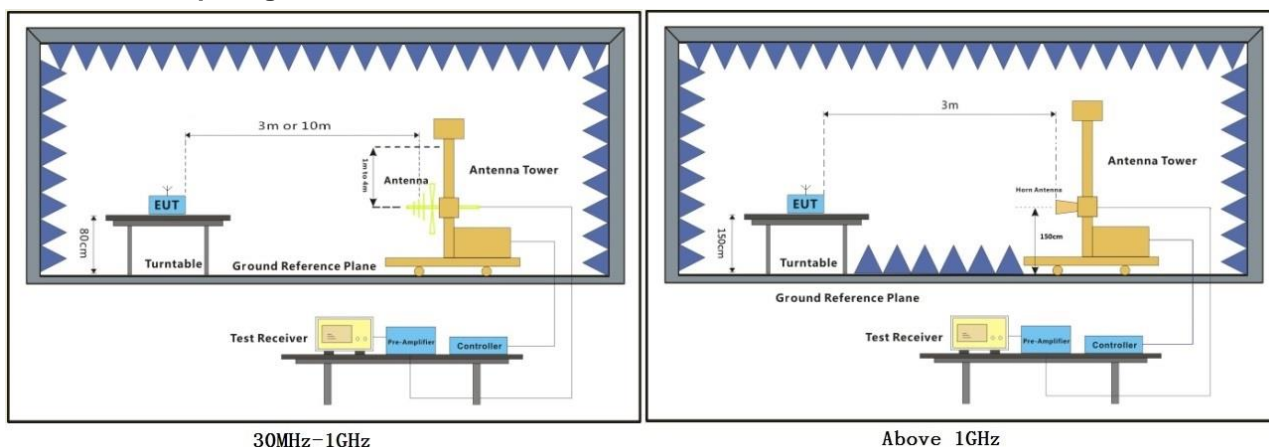 3m or 10m
1m to 4m
Antenna
Antenna Tower
EUT
80cm
Turntable
Ground Reference Plane
Test Receiver
Pre-Amplifier
Controller
30MHz-1GHz
3m
Antenna Tower
Horn Antenna
EUT
150cm
150cm
Turntable
Ground Reference Plane
Test Receiver
Pre-Amplifier
Controller
Above 1GHz